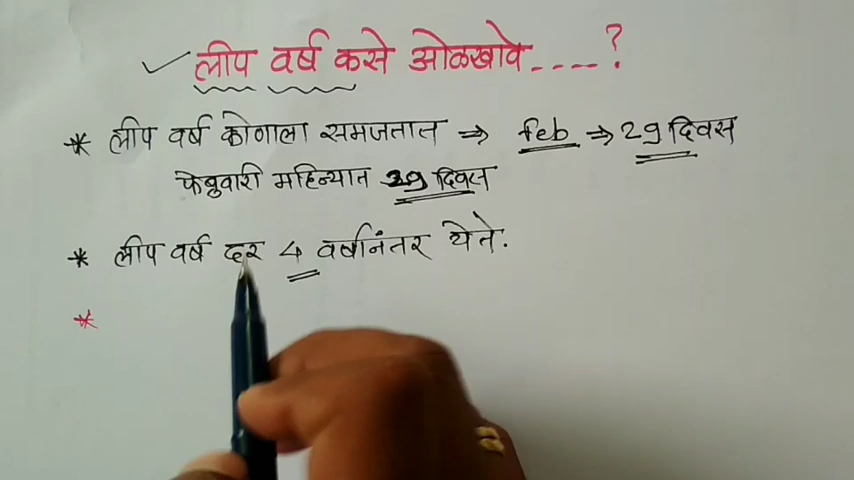 ✓ लीप वर्ष कसे ओळखावे....?
* लीप वर्ष कोणाला समजतात ⇒ feb ⇒ 29 दिवस
फेब्रुवारी महिन्यात 29 दिवस
* लीप वर्ष दर 4 वर्षानंतर येते.
*